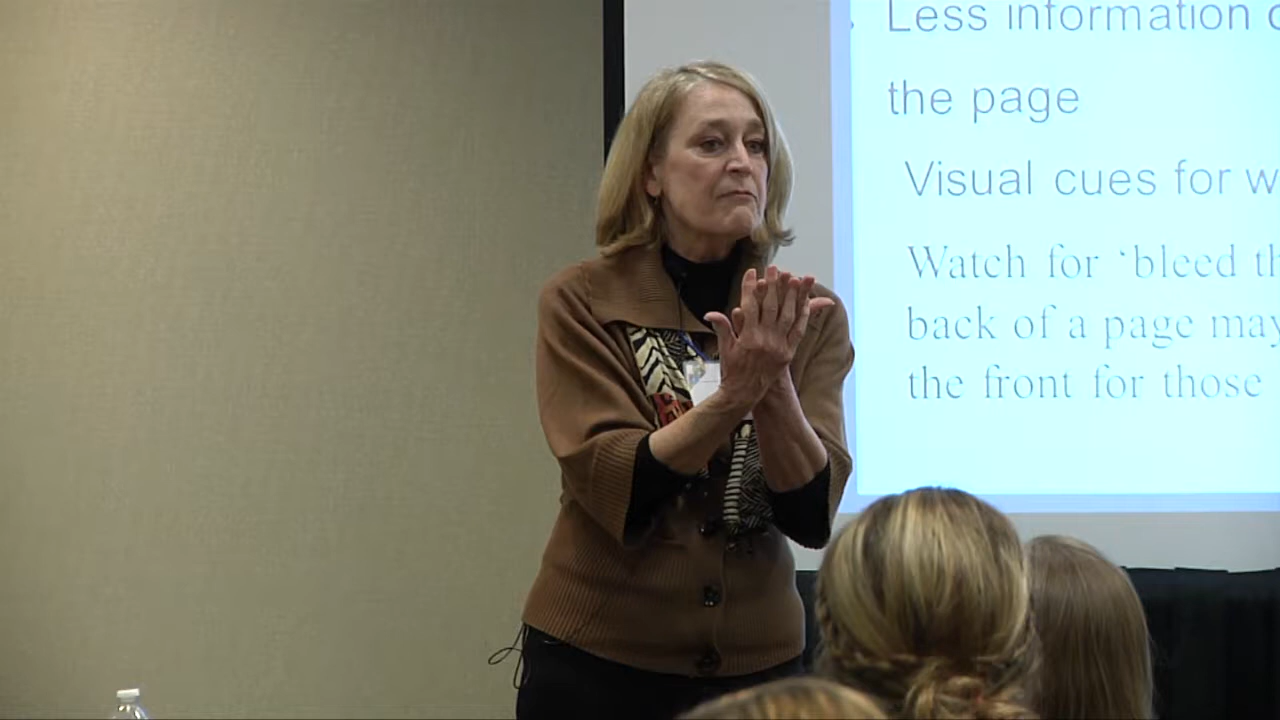 Less information
the page
Visual cues for
Watch for ‘bleed
back of a page may
the front for those